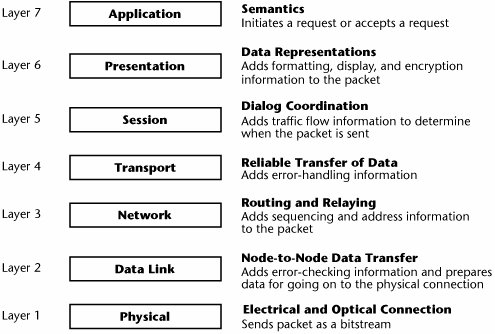 Layer 7
Application
Semantics
Initiates a request or accepts a request
Layer 6
Presentation
Data Representations
Adds formatting, display, and encryption
information to the packet
Layer 5
Session
Dialog Coordination
Adds traffic flow information to determine
when the packet is sent
Layer 4
Transport
Reliable Transfer of Data
Adds error-handling information
Layer 3
Network
Routing and Relaying
Adds sequencing and address information
to the packet
Layer 2
Data Link
Node-to-Node Data Transfer
Adds error-checking information and prepares
data for going on to the physical connection
Layer 1
Physical
Electrical and Optical Connection
Sends packet as a bitstream